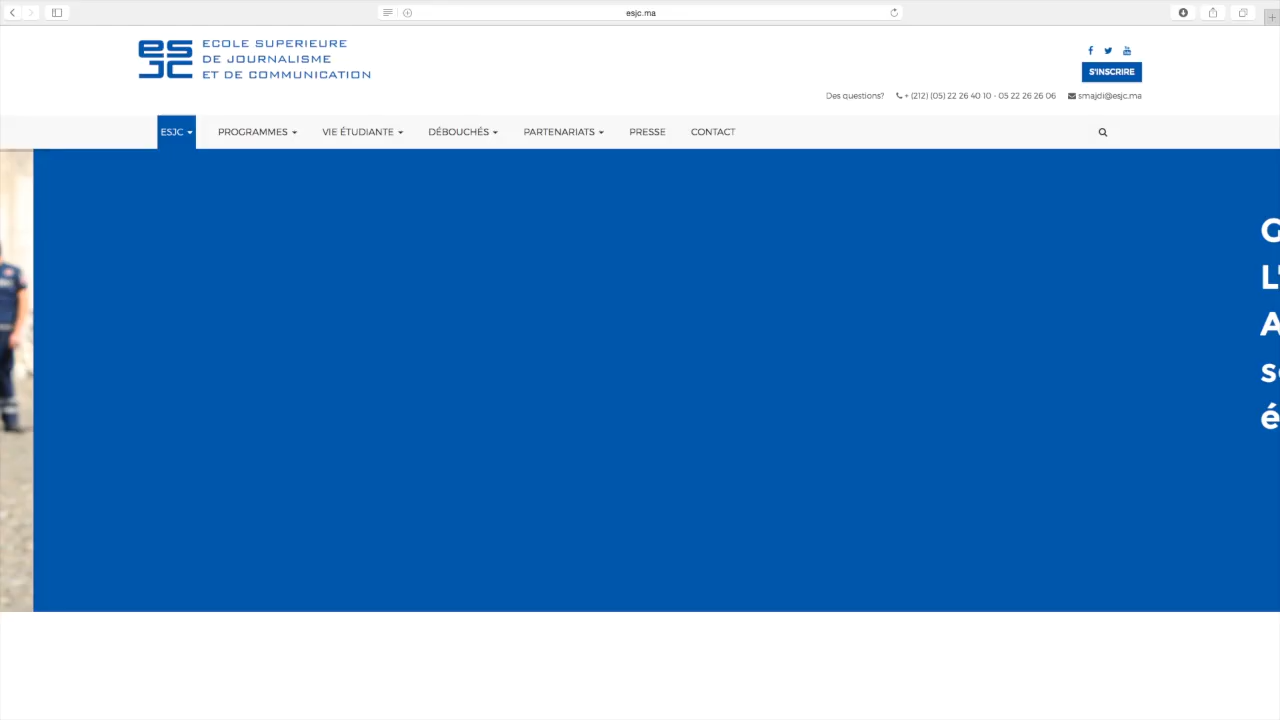 esjc.ma
esjc
ECOLE SUPERIEURE
DE JOURNALISME
ET DE COMMUNICATION
S'INSCRIRE
Des questions? + (212) (05) 22 26 40 10 - 05 22 26 26 06 smajdi@esjc.ma
ESJC PROGRAMMES VIE ÉTUDIANTE DÉBOUCHÉS PARTENARIATS PRESSE CONTACT
G
L'
A
s
é